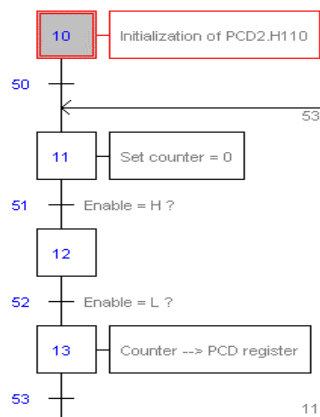 10 Initialization of PCD2.H110
50
53
11 Set counter = 0
51 Enable = H ?
12
52 Enable = L ?
13 Counter --> PCD register
53
11